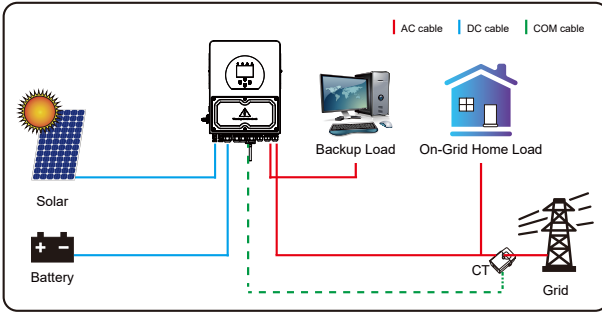 AC cable
DC cable
COM cable
Backup Load
On-Grid Home Load
Solar
Battery
CT
Grid